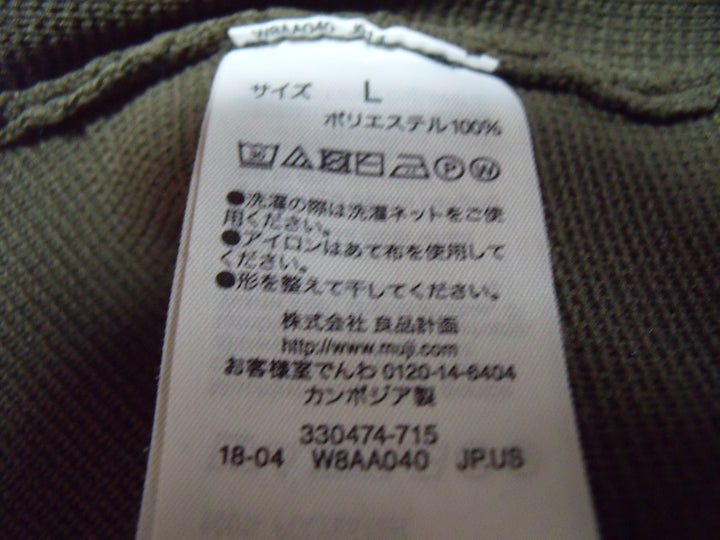 W8AA040
サイズ L
ポリエステル100%
P W
●洗濯の際は洗濯ネットをご使
用ください。
●アイロンはあて布を使用して
ください。
●形を整えて干してください。
株式会社 良品計画
http://www.muji.com
お客様室でんわ 0120-14-6404
カンボジア製
330474-715
18-04 W8AA040 JP.US